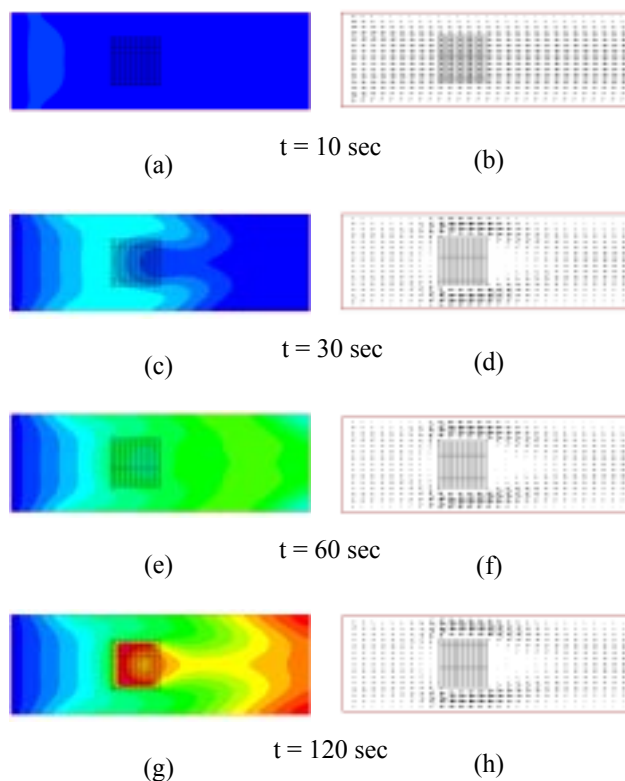 t = 10 sec
(a)
(b)
t = 30 sec
(c)
(d)
t = 60 sec
(e)
(f)
t = 120 sec
(g)
(h)